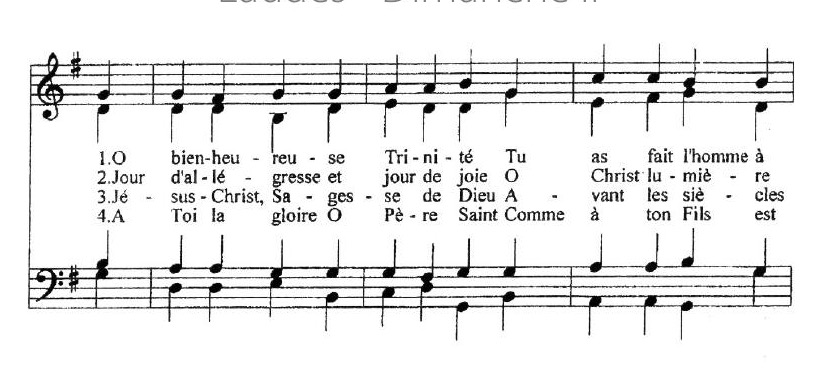 Laudes - Dimanche II
1.O bien-heu - reu - se Tri - ni - té Tu as fait l'homme à
2.Jour d'al - lé - gresse et jour de joie O Christ lu - miè - re
3.Jé - sus - Christ, Sa - ges - se de Dieu A - vant les siè - cles
4.A Toi la gloire O Pè - re Saint Comme à ton Fils est